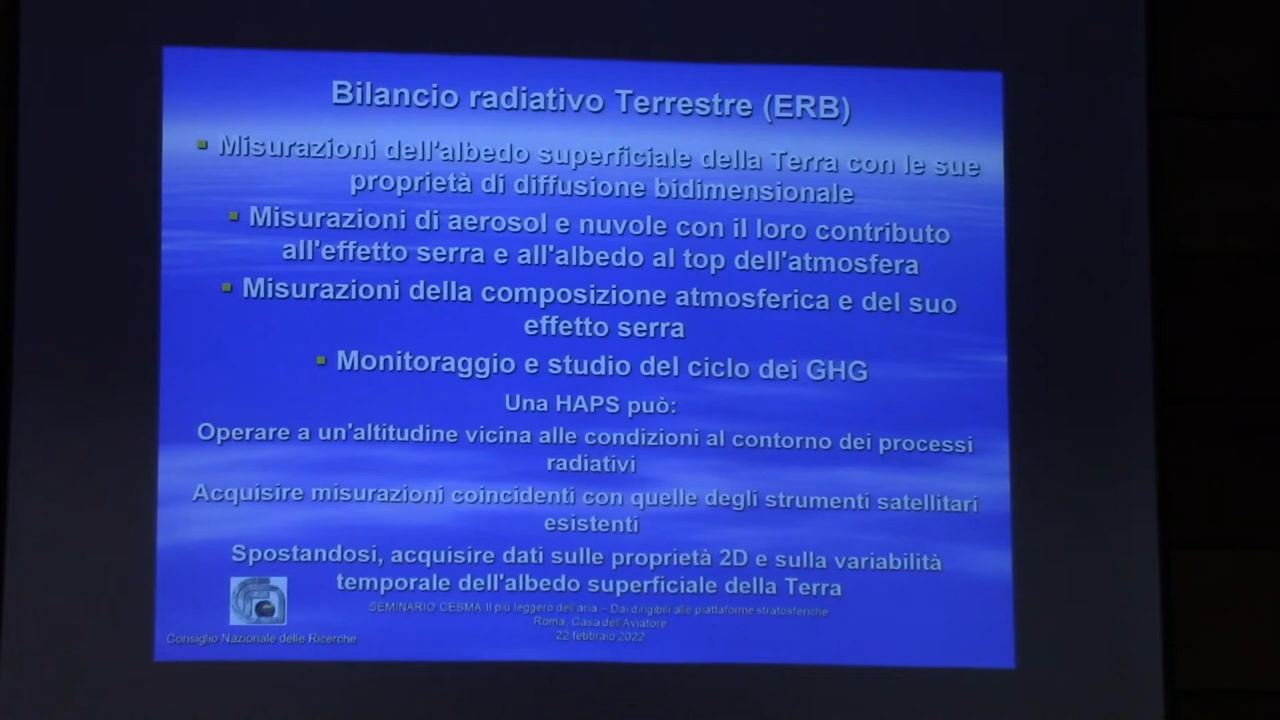 Bilancio radiativo Terrestre (ERB)
Misurazioni dell'albedo superficiale della Terra con le sue
proprietà di diffusione bidimensionale
Misurazioni di aerosol e nuvole con il loro contributo
all'effetto serra e all'albedo al top dell'atmosfera
Misurazioni della composizione atmosferica e del suo
effetto serra
Monitoraggio e studio del ciclo dei GHG
Una HAPS può:
Operare a un'altitudine vicina alle condizioni al contorno dei processi
radiativi
Acquisire misurazioni coincidenti con quelle degli strumenti satellitari
esistenti
Spostandosi, acquisire dati sulle proprietà 2D e sulla variabilità
temporale dell'albedo superficiale della Terra
SEMINARIO CESMA Il più leggero dell'aria – Dai dirigibili alle piattaforme stratosferiche
Roma, Casa dell'Aviatore
22 febbraio 2022
Consiglio Nazionale delle Ricerche